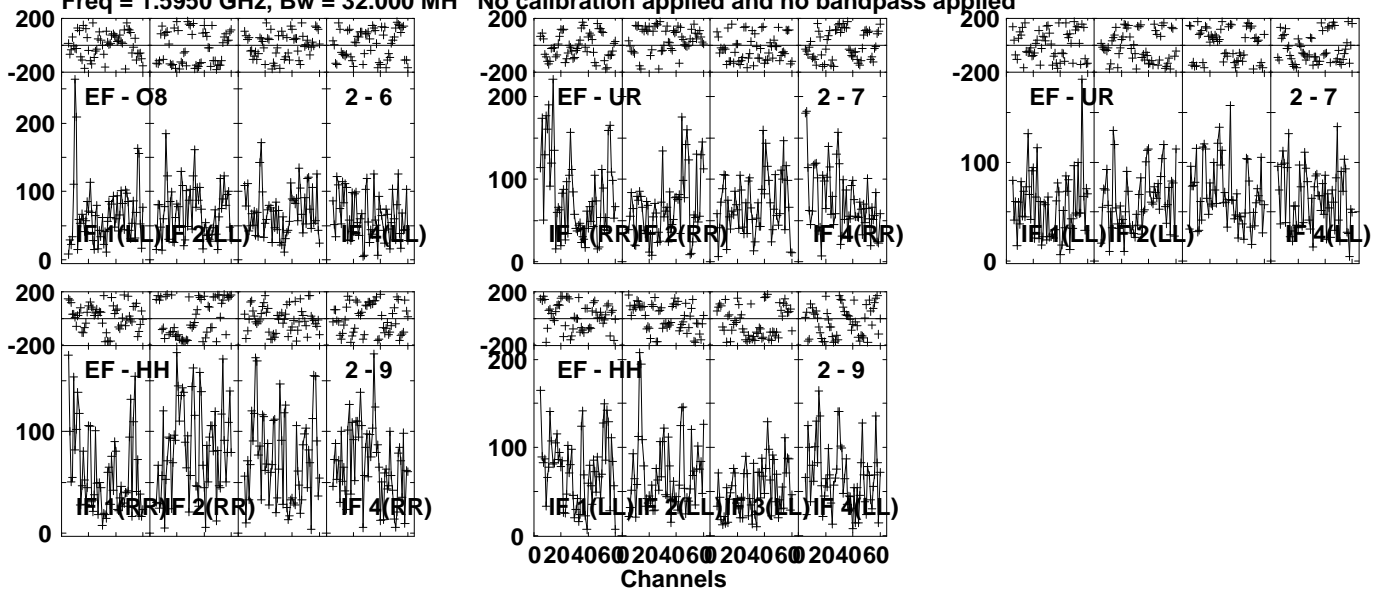 Freq = 1.5950 GHz, Bw = 32.000 MH No calibration applied and no bandpass applied
200
-200
EF - O8 2 - 6
200
100
0
IF 1(LL) IF 2(LL) IF 4(LL)
-200
EF - UR 2 - 7
200
100
0
IF 1(RR) IF 2(RR) IF 4(RR)
-200
EF - UR 2 - 7
100
0
IF 1(LL) IF 2(LL) IF 4(LL)
200
-200
EF - HH 2 - 9
100
0
IF 1(RR) IF 2(RR) IF 4(RR)
200
-200
200
EF - HH 2 - 9
100
0
IF 1(LL) IF 2(LL) IF 3(LL) IF 4(LL)
0 20 40 60 0 20 40 60 0 20 40 60 0 20 40 60
Channels